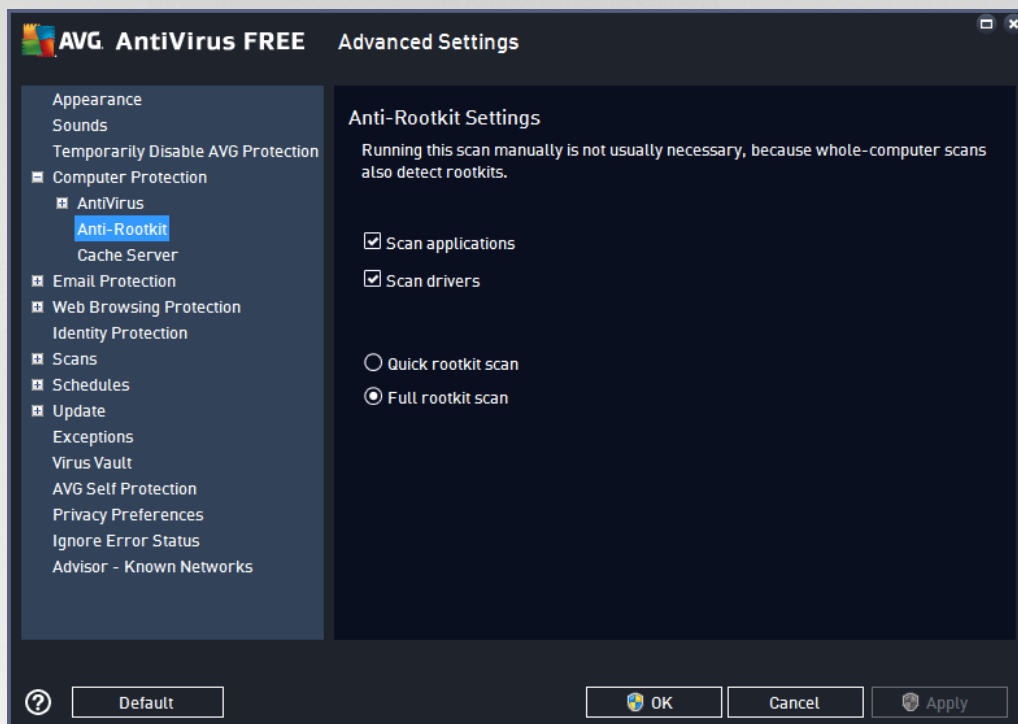 AVG. AntiVirus FREE Advanced Settings
Appearance
Sounds
Temporarily Disable AVG Protection
Computer Protection
AntiVirus
Anti-Rootkit
Cache Server
Email Protection
Web Browsing Protection
Identity Protection
Scans
Schedules
Update
Exceptions
Virus Vault
AVG Self Protection
Privacy Preferences
Ignore Error Status
Advisor - Known Networks
Anti-Rootkit Settings
Running this scan manually is not usually necessary, because whole-computer scans
also detect rootkits.
Scan applications
Scan drivers
Quick rootkit scan
Full rootkit scan
? Default OK Cancel Apply